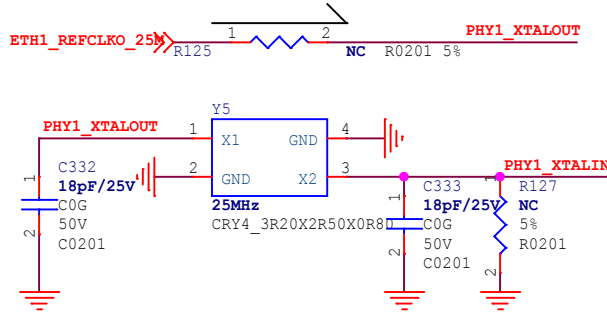 PHY1_XTALOUT
ETH1_REFCLKO_25M
1
2
R125
NC
R0201 5%
Y5
PHY1_XTALOUT
1
X1
GND
4
2
GND
X2
3
PHY1_XTALIN
C332
1
18pF/25V
C0G
50V
2
C0201
25MHz
CRY4_3R20X2R50X0R80
C333
1
18pF/25V
C0G
50V
2
C0201
1
R127
NC
5%
R0201
2